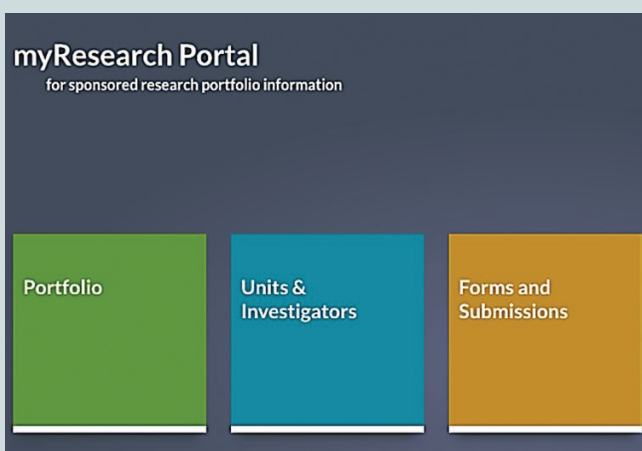 myResearch Portal
for sponsored research portfolio information
Portfolio
Units &
Investigators
Forms and
Submissions